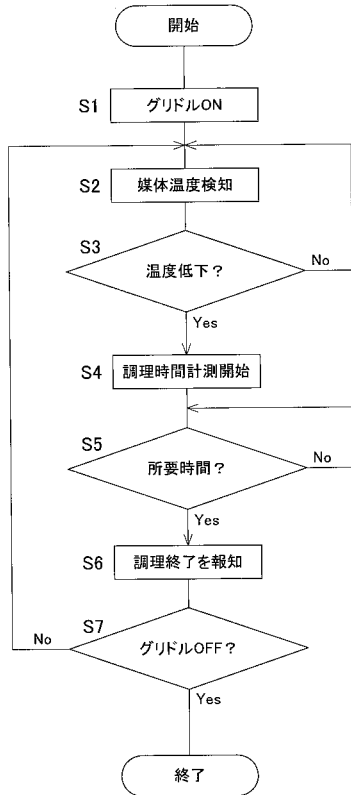 開始
S1 グリドルON
S2 媒体温度検知
S3
温度低下？
No
Yes
S4 調理時間計測開始
S5
所要時間？
No
Yes
S6 調理終了を報知
S7
グリドルOFF？
No
Yes
終了